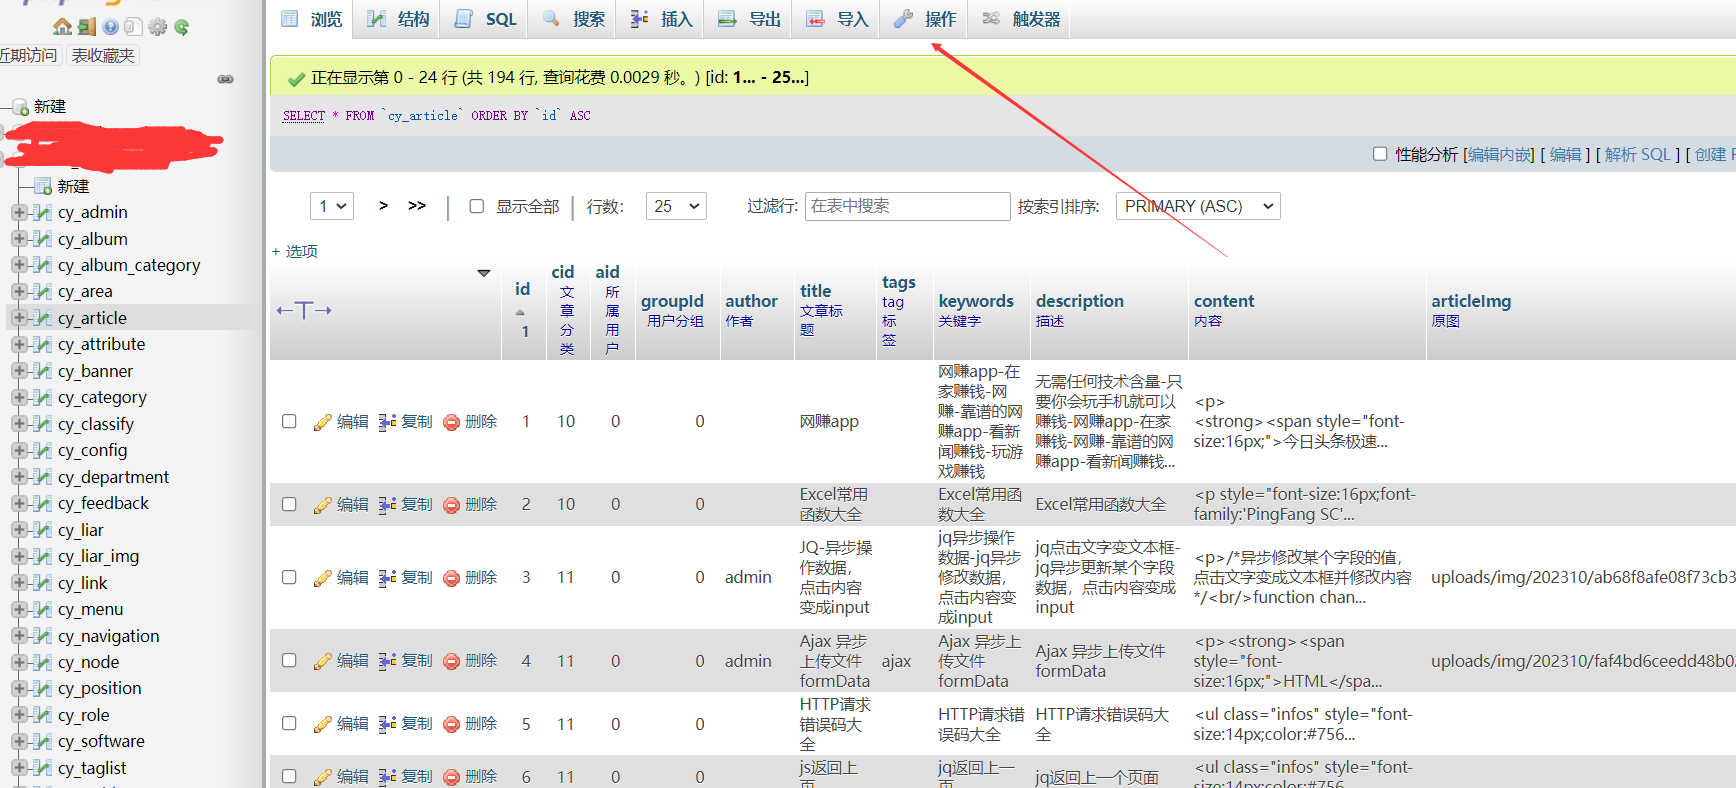 浏览 结构 SQL 搜索 插入 导出 导入 操作 触发器
近期访问 表收藏夹
新建
新建
cy_admin
cy_album
cy_album_category
cy_area
cy_article
cy_attribute
cy_banner
cy_category
cy_classify
cy_config
cy_department
cy_feedback
cy_liar
cy_liar_img
cy_link
cy_menu
cy_navigation
cy_node
cy_position
cy_role
cy_software
cy_taglist
正在显示第 0 - 24 行 (共 194 行, 查询花费 0.0029 秒。) [id: 1... - 25...]
SELECT * FROM `cy_article` ORDER BY `id` ASC
性能分析 [编辑内嵌] [ 编辑 ] [ 解析 SQL ] [ 创建
1 > >> | 显示全部 | 行数: 25 过滤行: 在表中搜索 按索引排序: PRIMARY (ASC)
+ 选项
←T→
id
1
cid
文
章
分
类
aid
所
属
用
户
groupId
用户分组
author
作者
title
文章标
题
tags
tag
标
签
keywords
关键字
description
描述
content
内容
articleImg
原图
编辑 复制 删除 1 10 0 0
网赚app
网赚app-在
家赚钱-网
赚-靠谱的网
赚app-看新
闻赚钱-玩游
戏赚钱
无需任何技术含量-只
要你会玩手机就可以
赚钱-网赚app-在家
赚钱-网赚-靠谱的网
赚app-看新闻赚钱...
<p>
<strong><span style="font-
size:16px;">今日头条极速...
编辑 复制 删除 2 10 0 0
Excel常用
函数大全
Excel常用函
数大全
Excel常用函数大全
<p style="font-size:16px;font-
family:'PingFang SC'...
编辑 复制 删除 3 11 0 0 admin
JQ-异步操
作数据,
点击内容
变成input
jq异步操作
数据-jq异步
修改数据,
点击内容变
成input
jq点击文字变文本框-
jq异步更新某个字段
数据，点击内容变成
input
<p>/*异步修改某个字段的值,
点击文字变成文本框并修改内容
*/<br/>function chan...
uploads/img/202310/ab68f8afe08f73cb3
编辑 复制 删除 4 11 0 0 admin
Ajax 异步
上传文件
formData
ajax
Ajax 异步上
传文件
formData
Ajax 异步上传文件
formData
<p><strong><span
style="font-
size:16px;">HTML</spa...
uploads/img/202310/faf4bd6ceedd48b0
编辑 复制 删除 5 11 0 0
HTTP请求
错误码大
全
HTTP请求错
误码大全
HTTP请求错误码大
全
<ul class="infos" style="font-
size:14px;color:#756...
编辑 复制 删除 6 11 0 0
js返回上
页
jq返回上一
页
jq返回上一个页面
<ul class="infos" style="font-
size:14px;color:#756